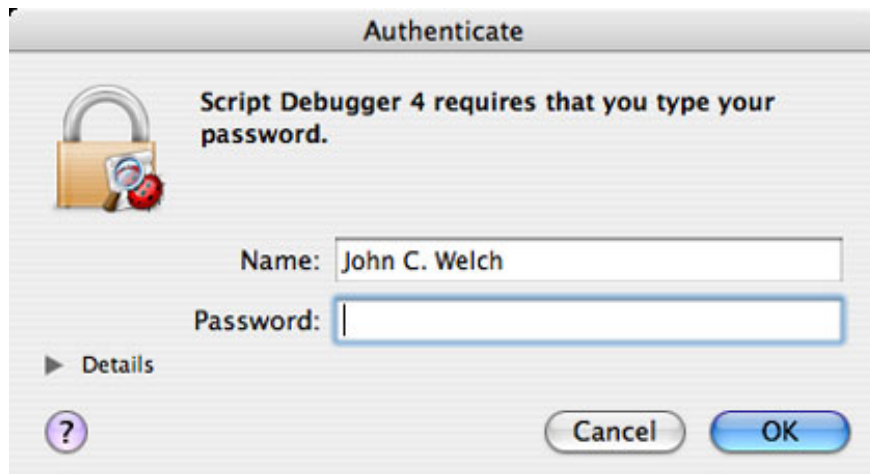 Authenticate
Script Debugger 4 requires that you type your
password.
Name: John C. Welch
Password:
Details
? Cancel OK